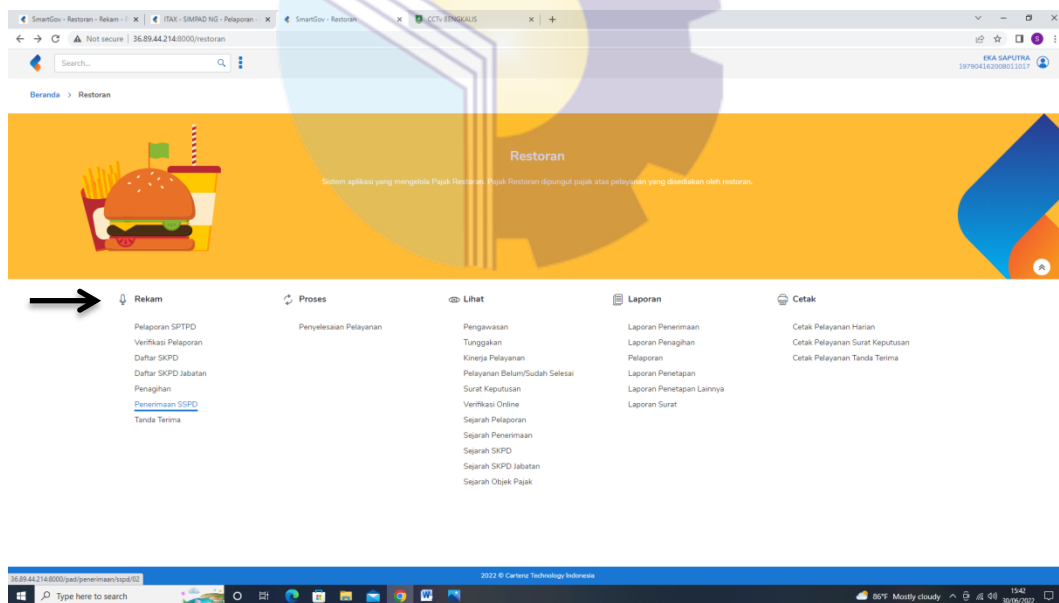 SmartGov - Restoran - Rekam - P
ITAX - SIMPAD NG - Pelaporan -
SmartGov - Restoran
CCTv BENGKALIS
Not secure | 36.89.44.214:8000/restoran
Search...
EKA SAPUTRA
197904162008011017
Beranda > Restoran
Restoran
Sistem aplikasi yang mengelola Pajak Restoran. Pajak Restoran dipungut pajak atas pelayanan yang disediakan oleh restoran.
Rekam
Pelaporan SPTPD
Verifikasi Pelaporan
Daftar SKPD
Daftar SKPD Jabatan
Penagihan
Penerimaan SSPD
Tanda Terima
Proses
Penyelesaian Pelayanan
Lihat
Pengawasan
Tunggakan
Kinerja Pelayanan
Pelayanan Belum/Sudah Selesai
Surat Keputusan
Verifikasi Online
Sejarah Pelaporan
Sejarah Penerimaan
Sejarah SKPD
Sejarah SKPD Jabatan
Sejarah Objek Pajak
Laporan
Laporan Penerimaan
Laporan Penagihan
Pelaporan
Laporan Penetapan
Laporan Penetapan Lainnya
Laporan Surat
Cetak
Cetak Pelayanan Harian
Cetak Pelayanan Surat Keputusan
Cetak Pelayanan Tanda Terima
36.89.44.214:8000/pad/penerimaan/sspd/02
2022 © Cartenz Technology Indonesia
Type here to search
86°F Mostly cloudy
15:42
30/06/2022